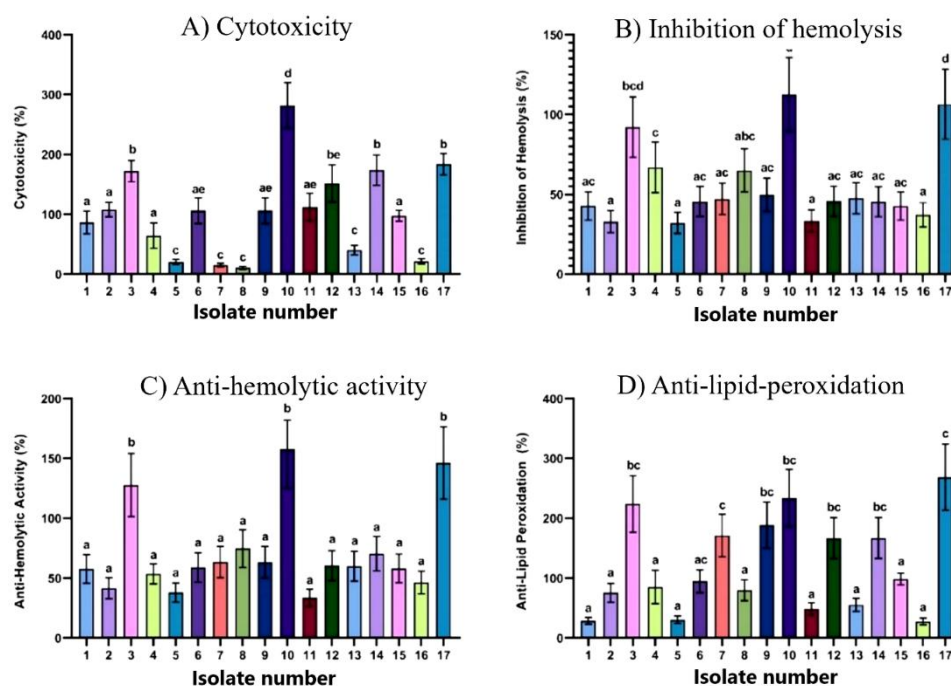 A) Cytotoxicity
Cytotoxicity (%)
400
300
200
100
0
a a b a c ae c c ae d ae be c b a c b
1 2 3 4 5 6 7 8 9 10 11 12 13 14 15 16 17
Isolate number
B) Inhibition of hemolysis
Inhibition of Hemolysis (%)
150
100
50
0
ac a bcd c a ac ac abc ac a ac ac ac ac ac d
1 2 3 4 5 6 7 8 9 10 11 12 13 14 15 16 17
Isolate number
C) Anti-hemolytic activity
Anti-Hemolytic Activity (%)
200
150
100
50
0
a a b a a a a a a b a a a a a a b
1 2 3 4 5 6 7 8 9 10 11 12 13 14 15 16 17
Isolate number
D) Anti-lipid-peroxidation
Anti-Lipid Peroxidation (%)
400
300
200
100
0
a a bc a a ac c a bc bc a bc a bc a a c
1 2 3 4 5 6 7 8 9 10 11 12 13 14 15 16 17
Isolate number